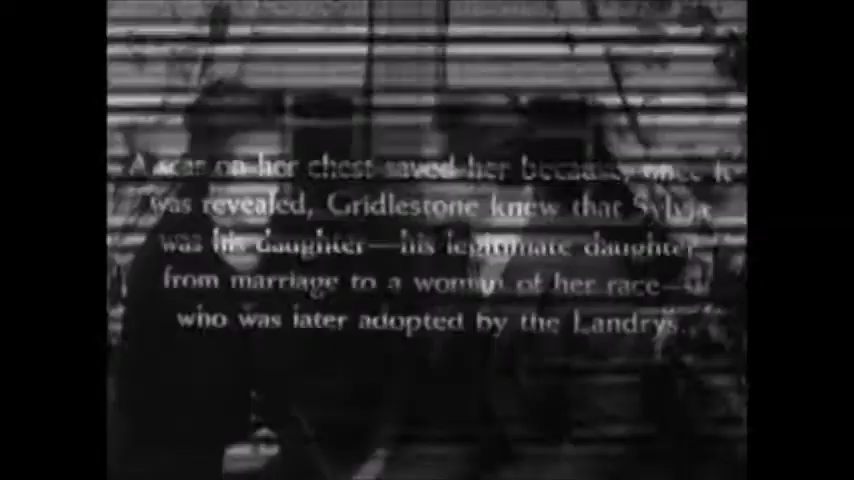 A scar on her chest saved her because, once it
was revealed, Gridlestone knew that Sylvia
was his daughter—his legitimate daughter
from marriage to a woman of her race—
who was later adopted by the Landrys.